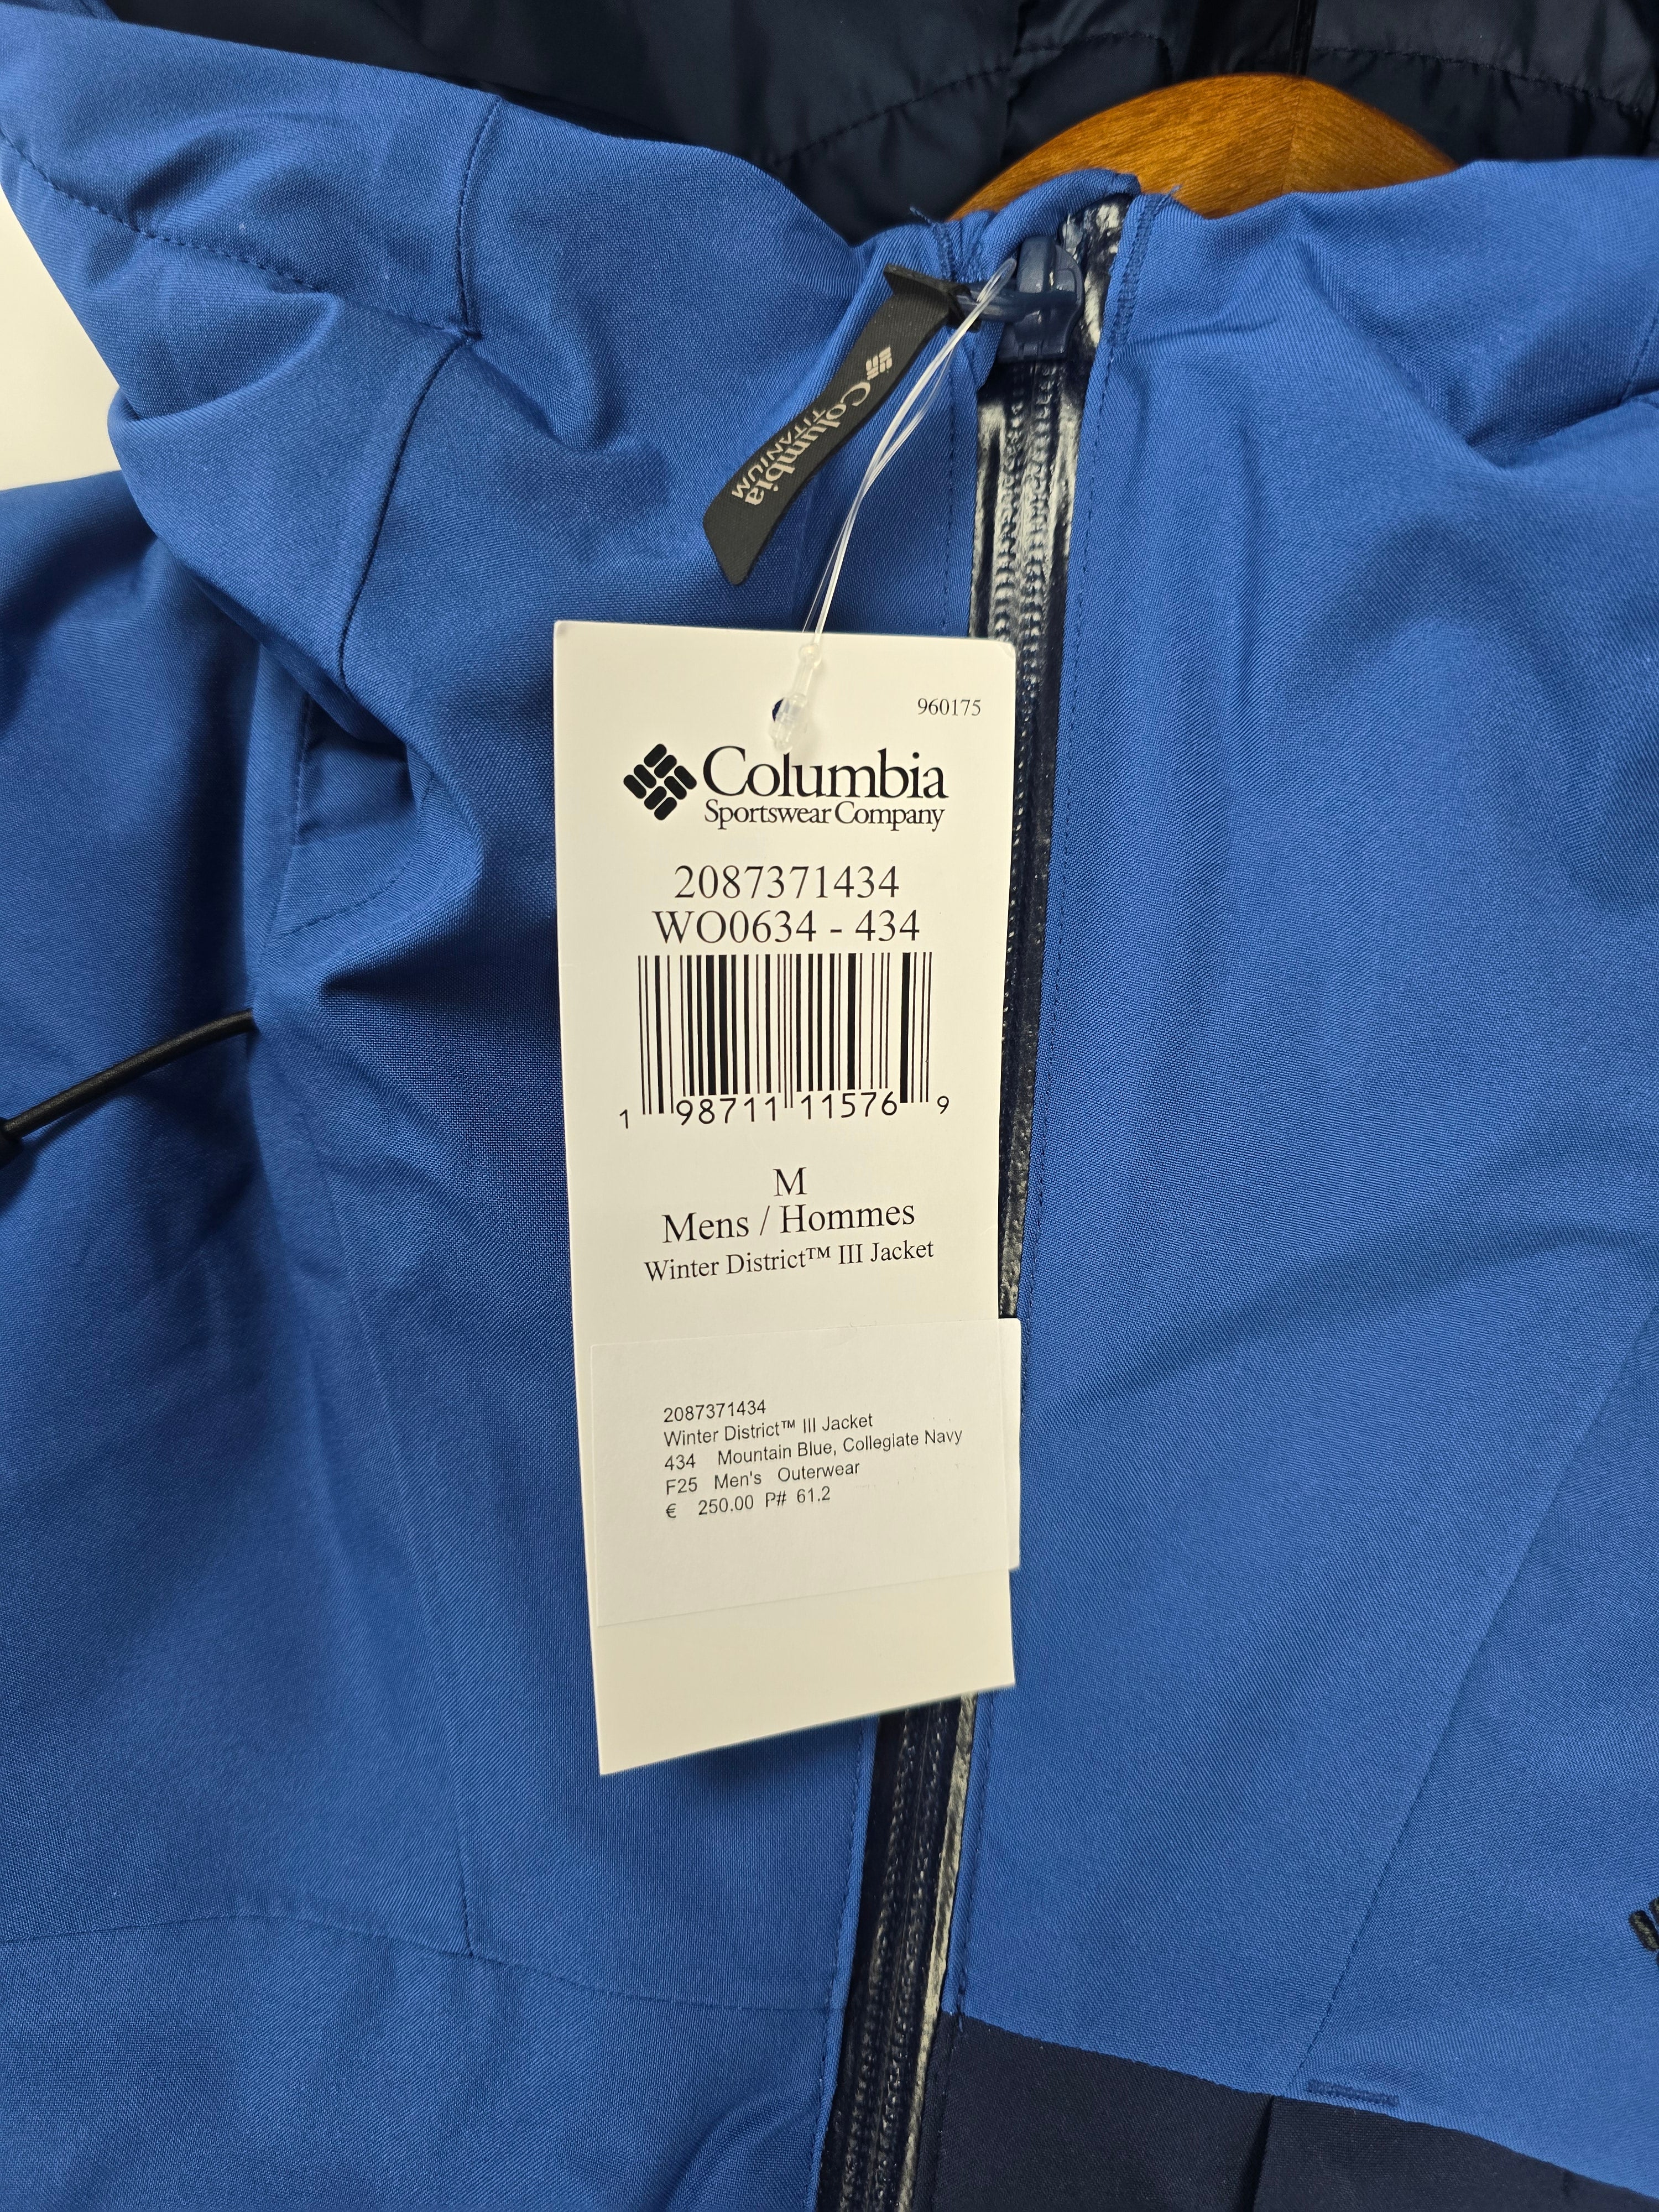 Columbia
TITANIUM
960175
Columbia
Sportswear Company
2087371434
WO0634 - 434
1 98711 11576 9
M
Mens / Hommes
Winter District™ III Jacket
2087371434
Winter District™ III Jacket
434 Mountain Blue, Collegiate Navy
F25 Men's Outerwear
€ 250.00 P# 61.2